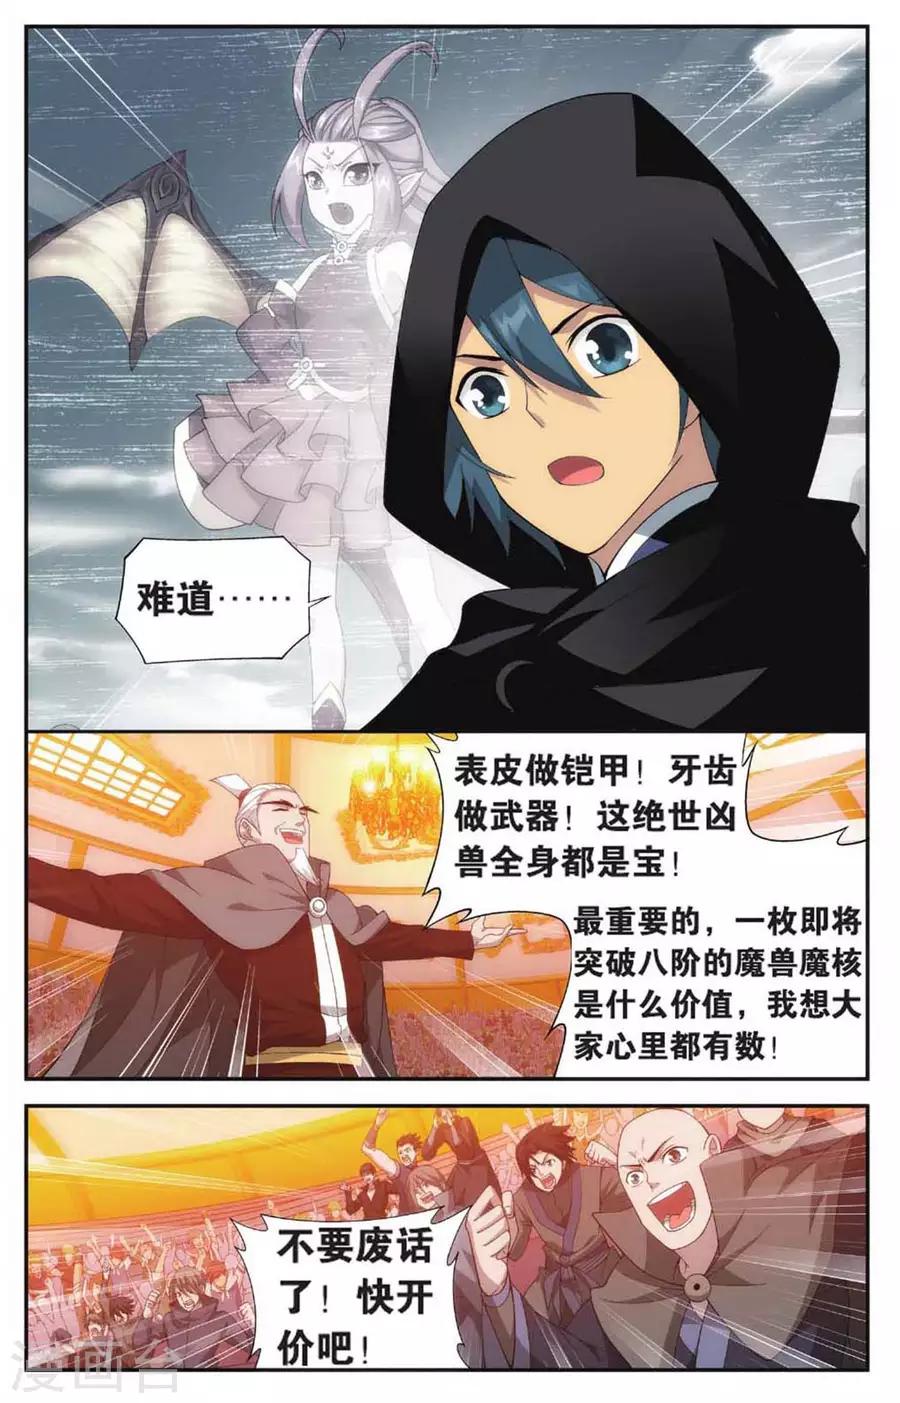 难道……
表皮做铠甲！牙齿
做武器！这绝世凶
兽全身都是宝！
最重要的，一枚即将
突破八阶的魔兽魔核
是什么价值，我想大
家心里都有数！
不要废话
了！快开
价吧！
漫画台